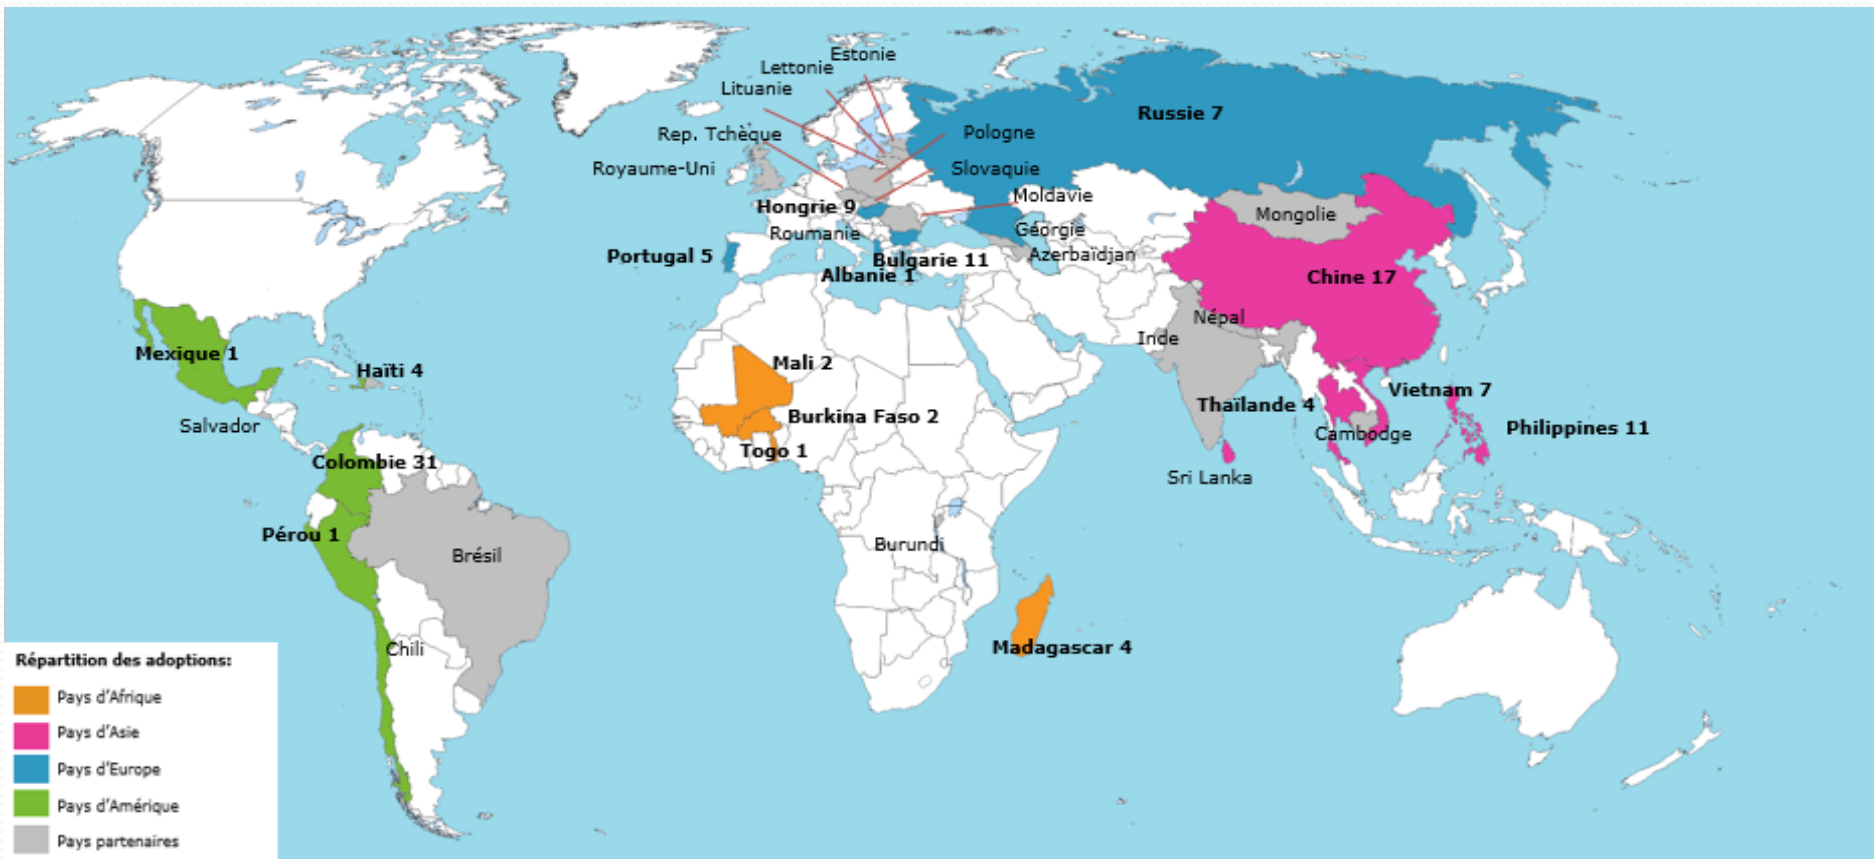 Estonie
Lettonie
Lituanie
Russie 7
Rep. Tchèque
Pologne
Royaume-Uni
Slovaquie
Moldavie
Hongrie 9
Mongolie
Roumanie
Géorgie
Portugal 5
Bulgarie 11
Azerbaïdjan
Albanie 1
Chine 17
Népal
Inde
Mexique 1
Haïti 4
Mali 2
Vietnam 7
Thaïlande 4
Burkina Faso 2
Salvador
Cambodge
Philippines 11
Togo 1
Colombie 31
Sri Lanka
Pérou 1
Burundi
Brésil
Chili
Madagascar 4
Répartition des adoptions:
Pays d'Afrique
Pays d'Asie
Pays d'Europe
Pays d'Amérique
Pays partenaires